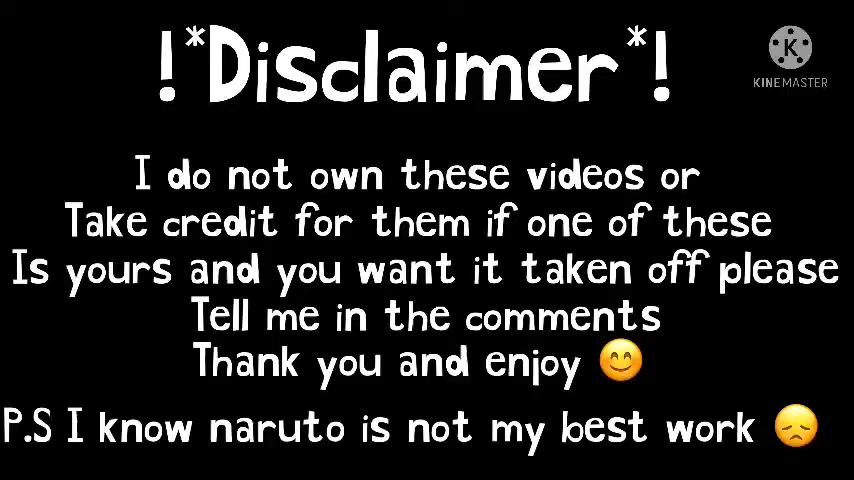 !*Disclaimer*!
KINEMASTER
I do not own these videos or
Take credit for them if one of these
Is yours and you want it taken off please
Tell me in the comments
Thank you and enjoy 😊
P.S I know naruto is not my best work 😞